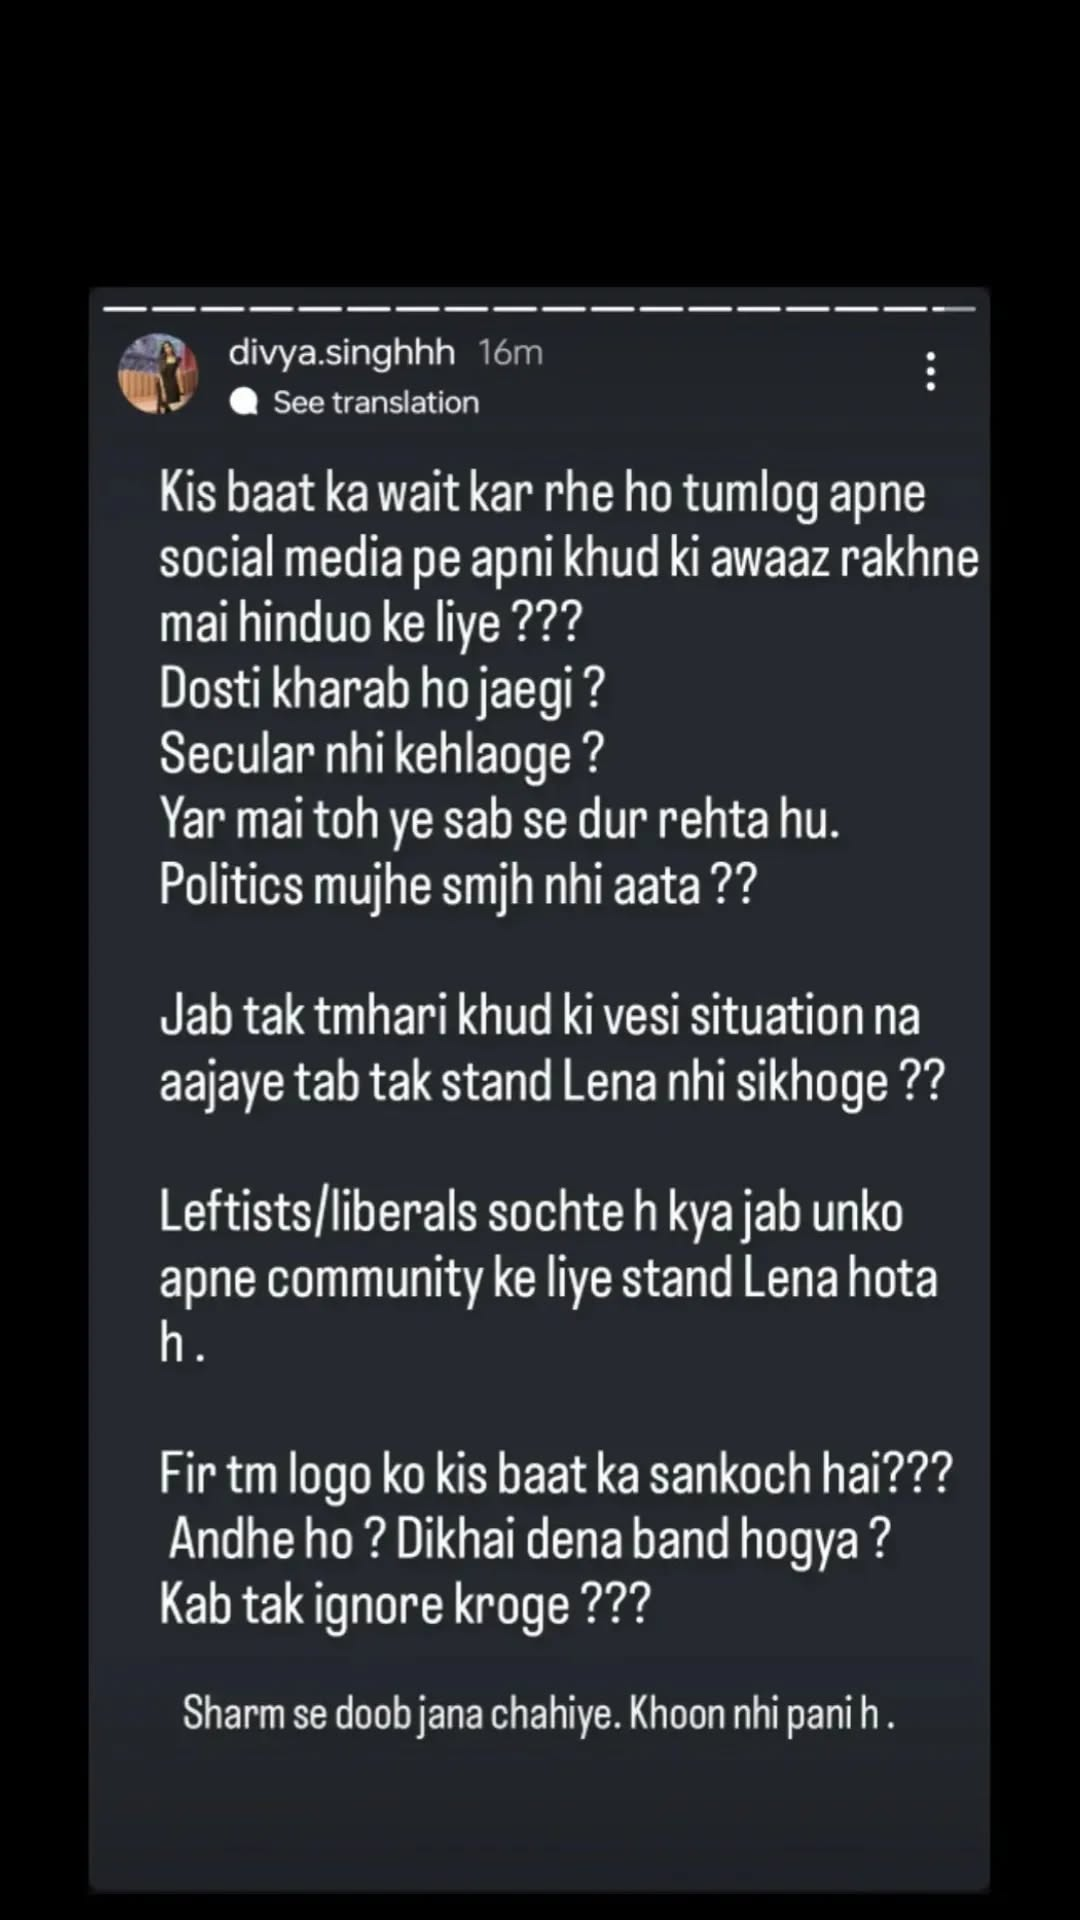 divya.singhhh 16m
See translation
Kis baat ka wait kar rhe ho tumlog apne
social media pe apni khud ki awaaz rakhne
mai hinduo ke liye ???
Dosti kharab ho jaegi ?
Secular nhi kehlaoge ?
Yar mai toh ye sab se dur rehta hu.
Politics mujhe smjh nhi aata ??
Jab tak tmhari khud ki vesi situation na
aajaye tab tak stand Lena nhi sikhoge ??
Leftists/liberals sochte h kya jab unko
apne community ke liye stand Lena hota
h .
Fir tm logo ko kis baat ka sankoch hai???
Andhe ho ? Dikhai dena band hogya ?
Kab tak ignore kroge ???
Sharm se doob jana chahiye. Khoon nhi pani h .